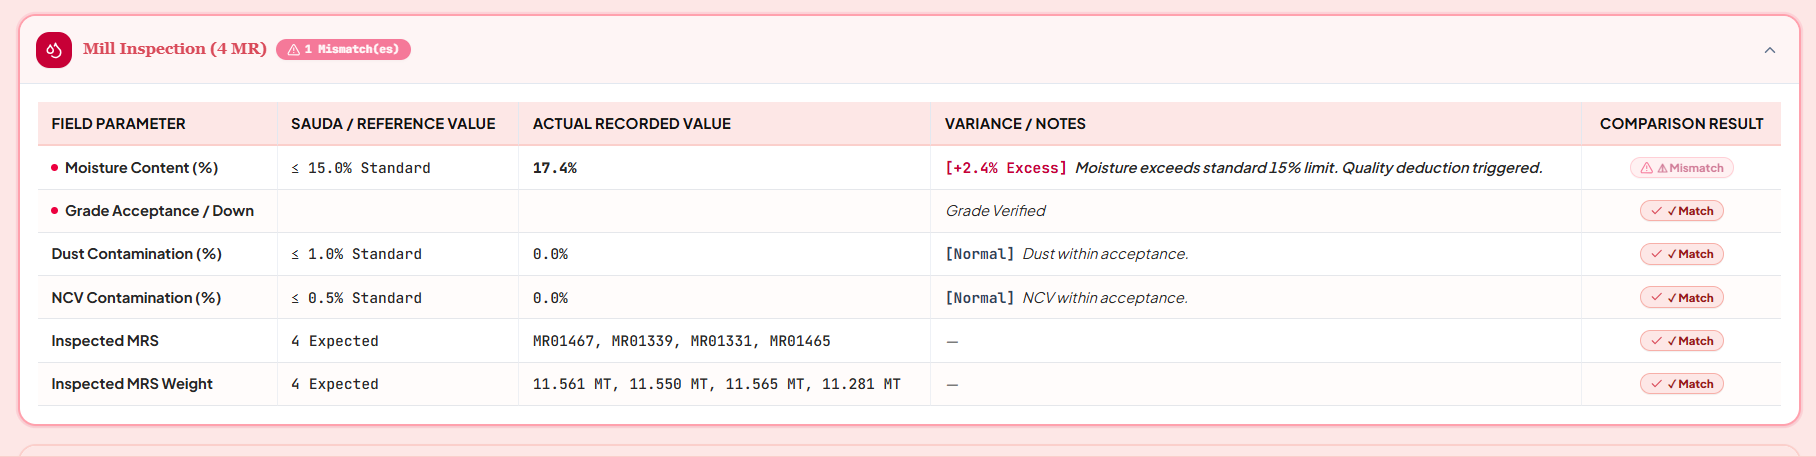 Mill Inspection (4 MR) ⚠ 1 Mismatch(es)
FIELD PARAMETER SAUDA / REFERENCE VALUE ACTUAL RECORDED VALUE VARIANCE / NOTES COMPARISON RESULT
Moisture Content (%) ≤ 15.0% Standard 17.4% [+2.4% Excess] Moisture exceeds standard 15% limit. Quality deduction triggered. ⚠ Mismatch
Grade Acceptance / Down Grade Verified ✓ Match
Dust Contamination (%) ≤ 1.0% Standard 0.0% [Normal] Dust within acceptance. ✓ Match
NCV Contamination (%) ≤ 0.5% Standard 0.0% [Normal] NCV within acceptance. ✓ Match
Inspected MRS 4 Expected MR01467, MR01339, MR01331, MR01465 — ✓ Match
Inspected MRS Weight 4 Expected 11.561 MT, 11.550 MT, 11.565 MT, 11.281 MT — ✓ Match